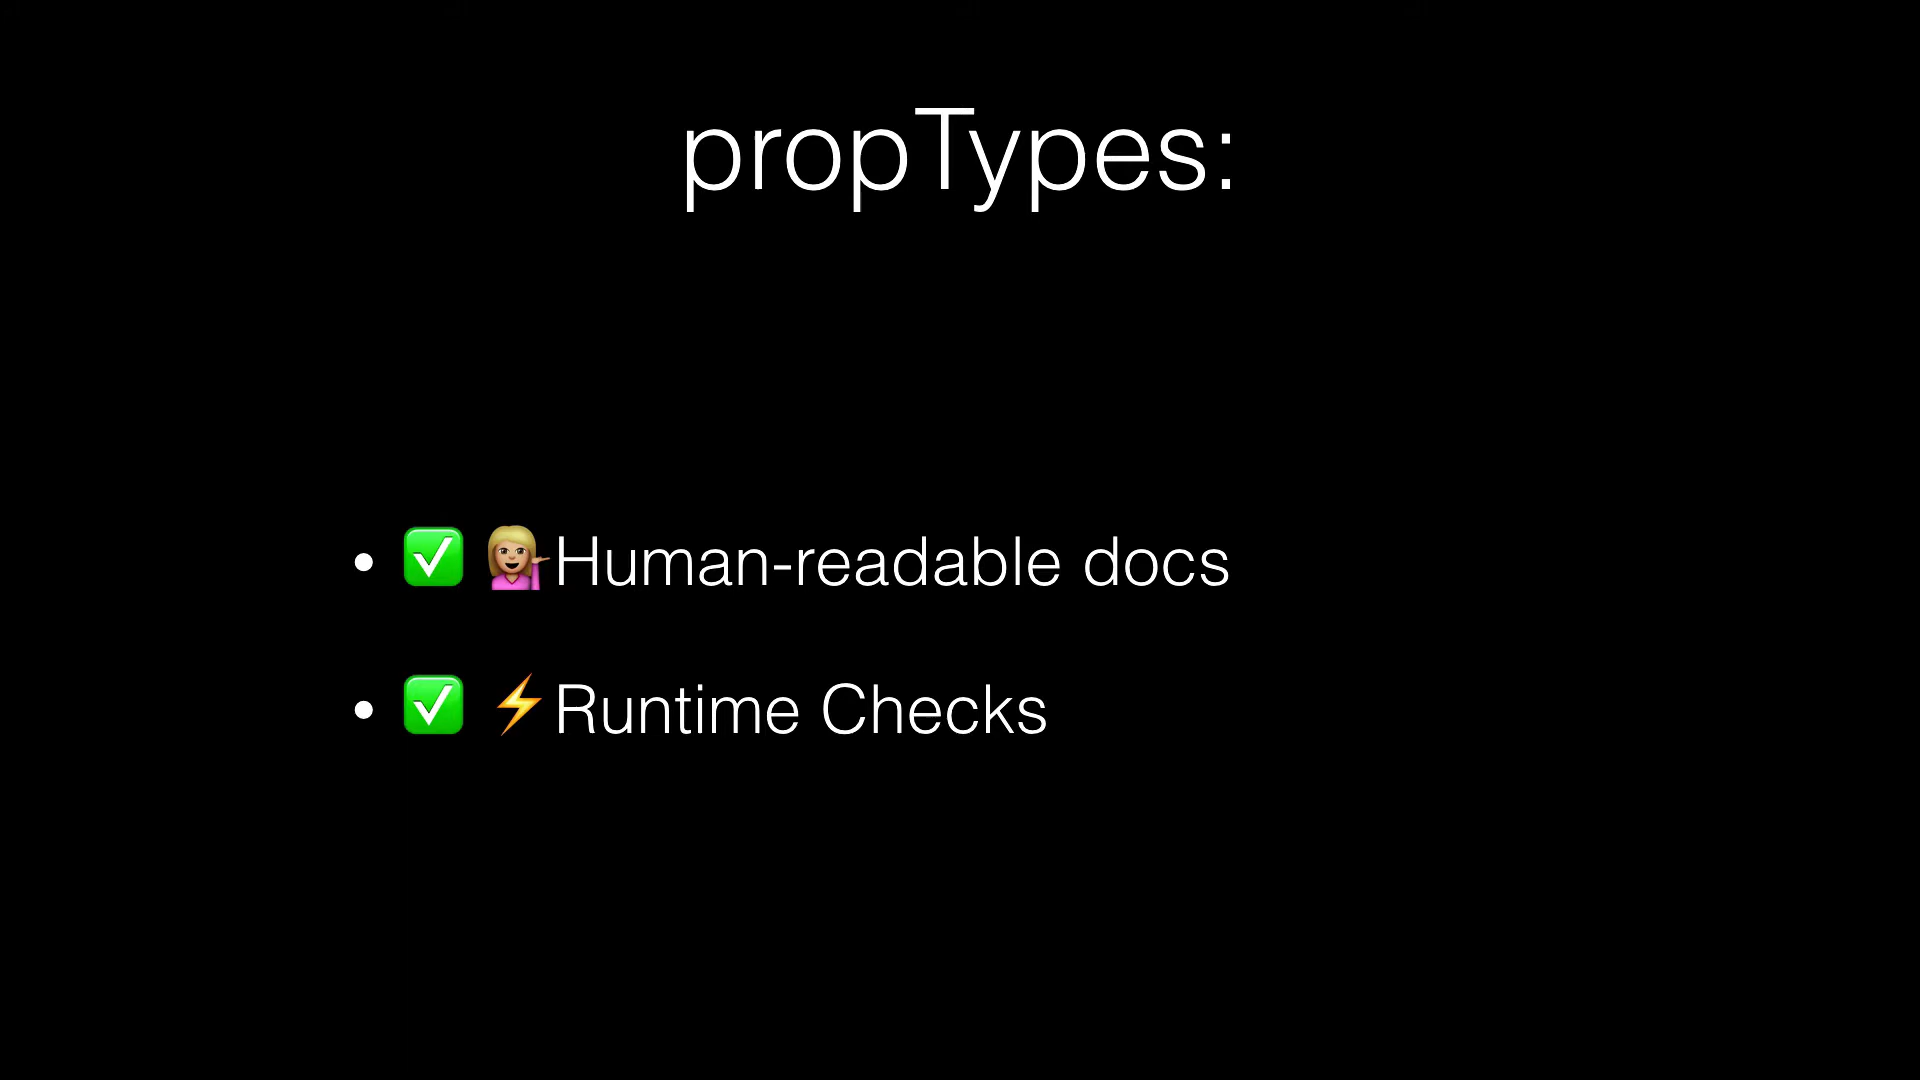 propTypes:
• ✅ 💁🏼Human-readable docs
• ✅ ⚡Runtime Checks